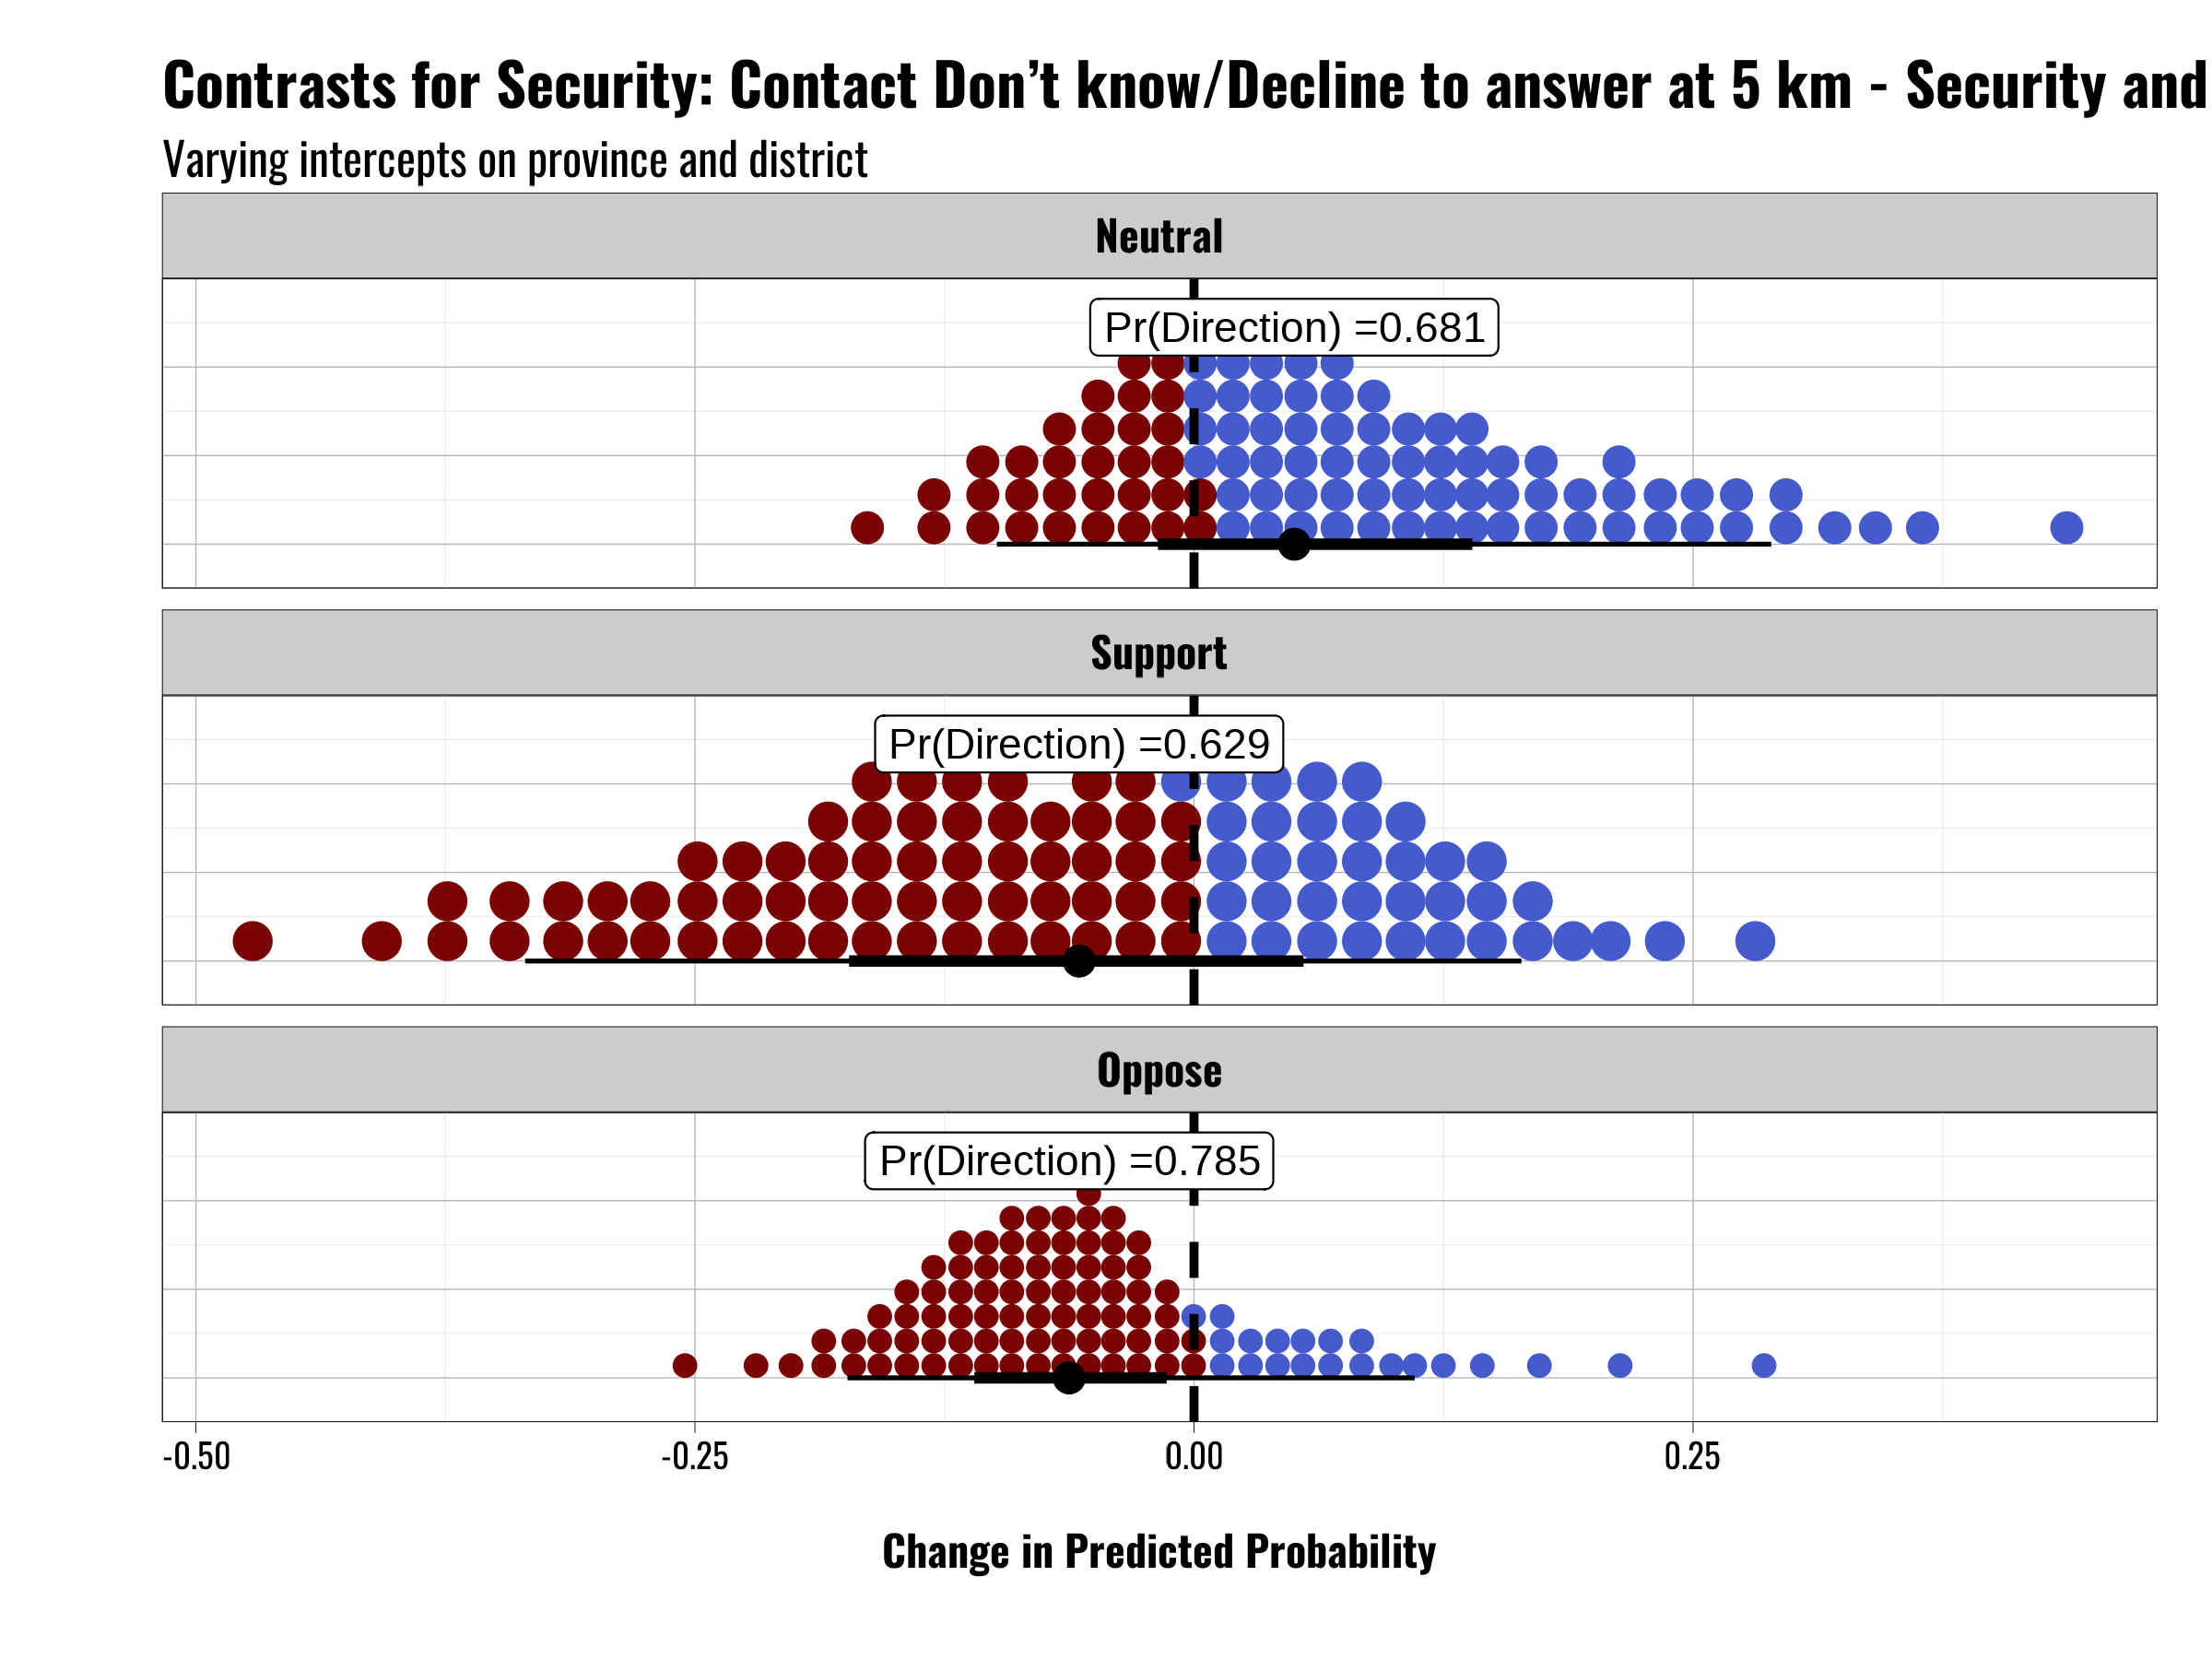 Contrasts for Security: Contact Don’t know/Decline to answer at 5 km - Security and
Varying intercepts on province and district
Neutral
Pr(Direction) =0.681
Support
Pr(Direction) =0.629
Oppose
Pr(Direction) =0.785
-0.50 -0.25 0.00 0.25
Change in Predicted Probability